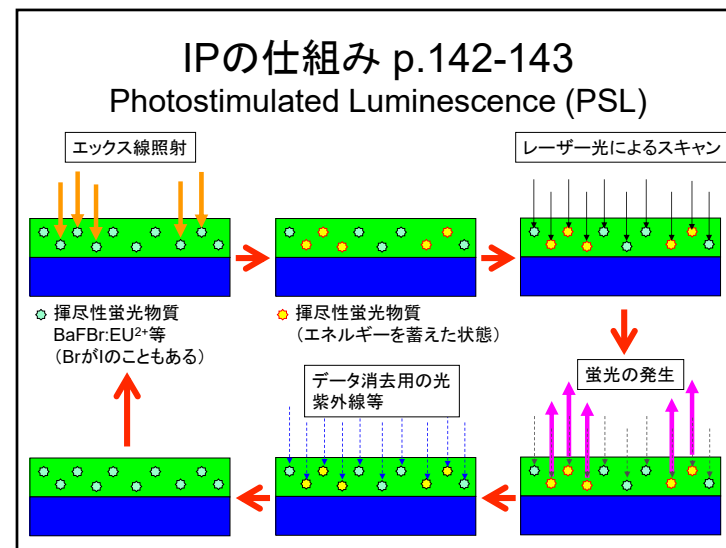 IPの仕組み p.142-143
Photostimulated Luminescence (PSL)
エックス線照射
レーザー光によるスキャン
揮尽性蛍光物質
BaFBr:EU²⁺等
（BrがIのこともある）
揮尽性蛍光物質
（エネルギーを蓄えた状態）
データ消去用の光
紫外線等
蛍光の発生